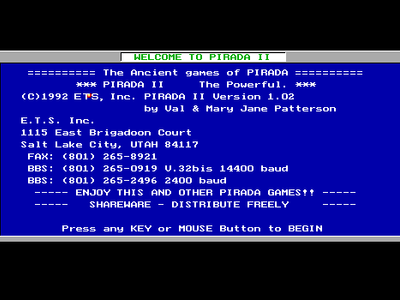 WELCOME TO PIRADA II
========== The Ancient games of PIRADA ==========
*** PIRADA II     The Powerful. ***
(C)1992 ETS, Inc. PIRADA II Version 1.02
by Val & Mary Jane Patterson
E.T.S. Inc.
1115 East Brigadoon Court
Salt Lake City, UTAH 84117
FAX: (801) 265-8921
BBS: (801) 265-0919 V.32bis 14400 baud
BBS: (801) 265-2496 2400 baud
----- ENJOY THIS AND OTHER PIRADA GAMES!! -----
-----   SHAREWARE - DISTRIBUTE FREELY    -----
Press any KEY or MOUSE Button to BEGIN